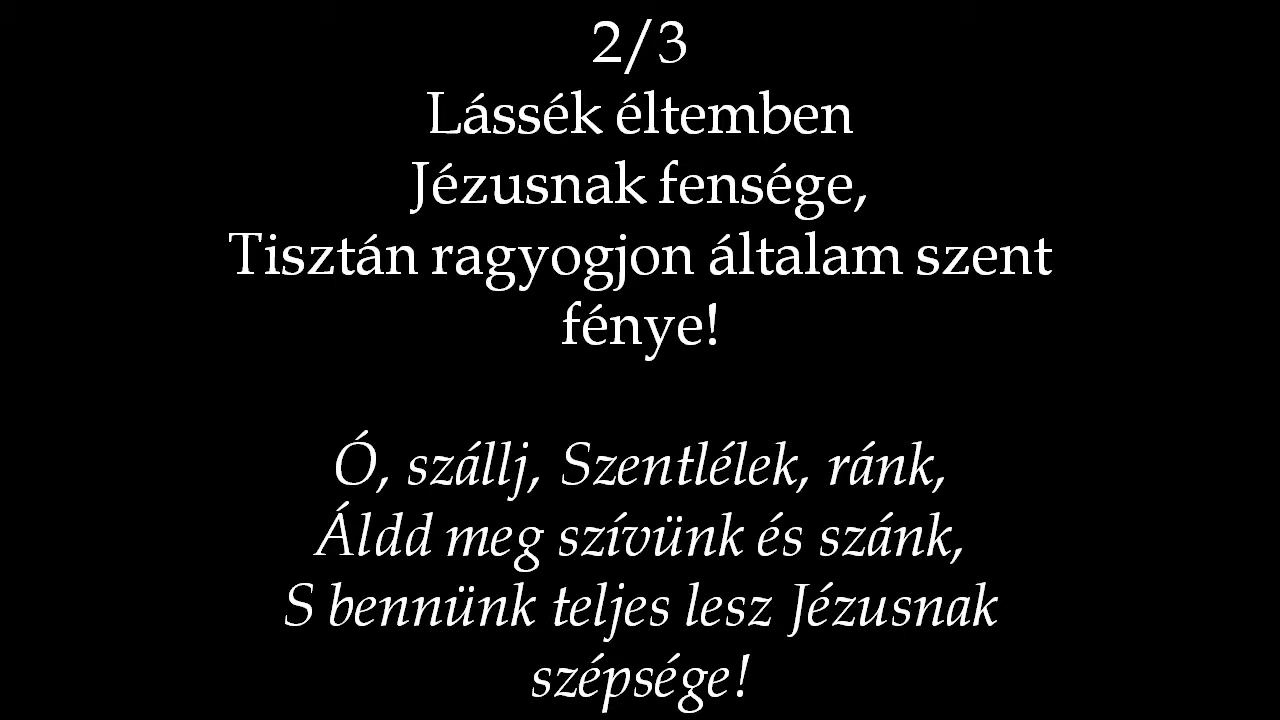 2/3
Lássék éltemben
Jézusnak fensége,
Tisztán ragyogjon általam szent
fénye!
Ó, szállj, Szentlélek, ránk,
Áldd meg szívünk és szánk,
S bennünk teljes lesz Jézusnak
szépsége!